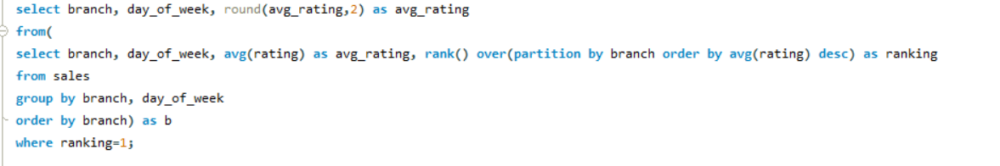 select branch, day_of_week, round(avg_rating,2) as avg_rating
from(
select branch, day_of_week, avg(rating) as avg_rating, rank() over(partition by branch order by avg(rating) desc) as ranking
from sales
group by branch, day_of_week
order by branch) as b
where ranking=1;